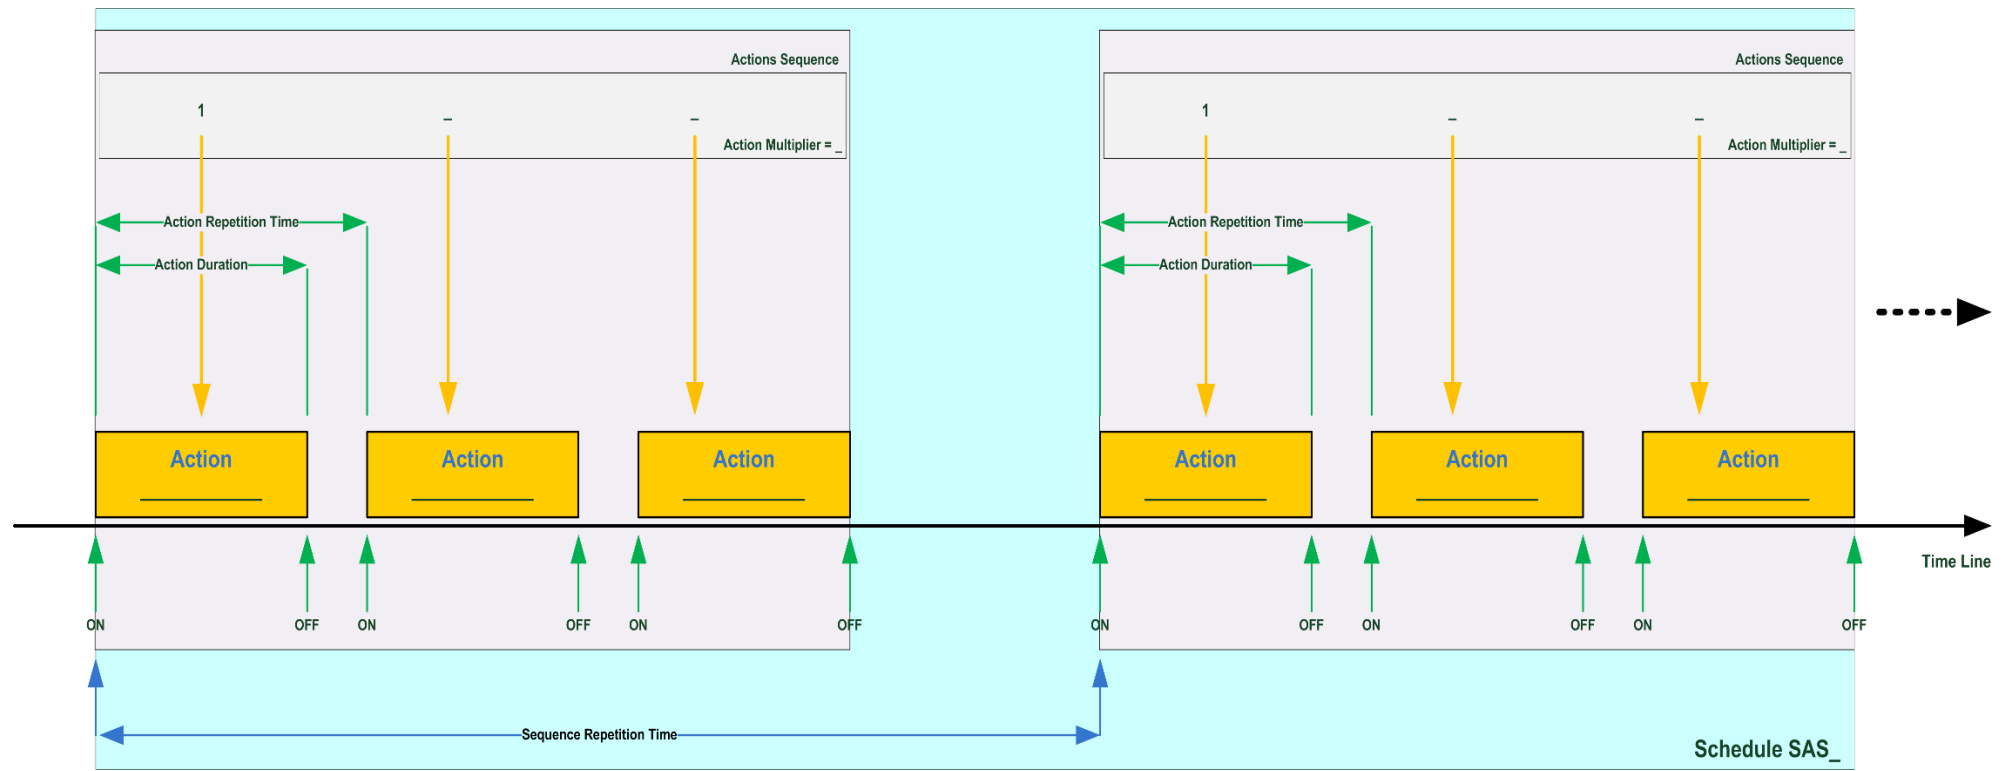 Actions Sequence
1 _ _
Action Multiplier = _
Action Repetition Time
Action Duration
Action Action Action
ON OFF ON OFF ON OFF
Actions Sequence
1 _ _
Action Multiplier = _
Action Repetition Time
Action Duration
Action Action Action
Time Line
ON OFF ON OFF ON OFF
Sequence Repetition Time
Schedule SAS_